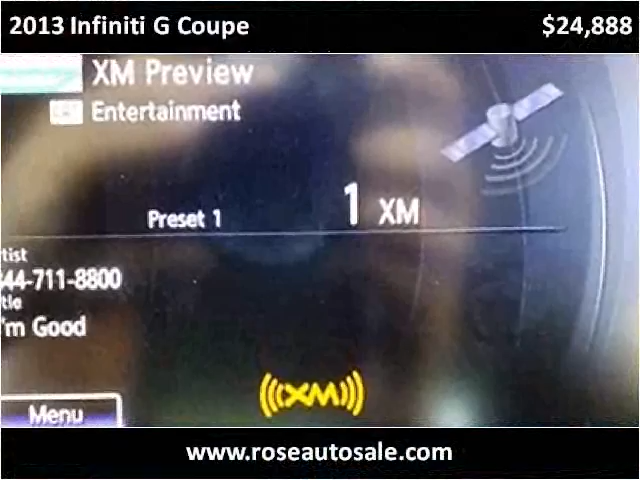 2013 Infiniti G Coupe $24,888
XM Preview
Entertainment
Preset 1 1 XM
tist
44-711-8800
tle
I'm Good
XM
Menu
www.roseautosale.com